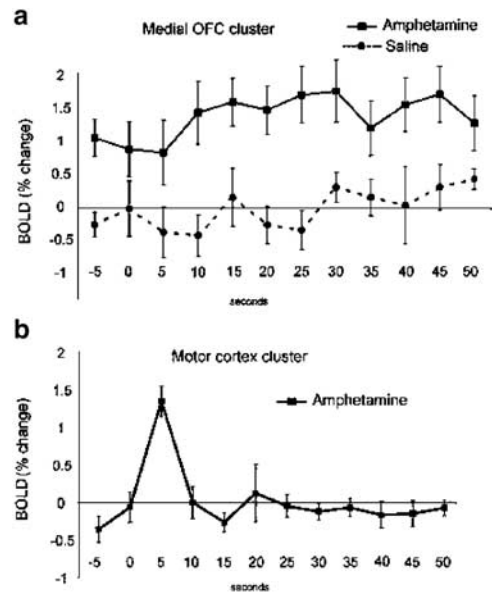 a
Medial OFC cluster
Amphetamine
Saline
BOLD (% change)
2
1.5
1
0.5
0
-0.5
-1
-5 0 5 10 15 20 25 30 35 40 45 50
seconds
b
Motor cortex cluster
Amphetamine
BOLD (% change)
2
1.5
1
0.5
0
-0.5
-1
-5 0 5 10 15 20 25 30 35 40 45 50
seconds